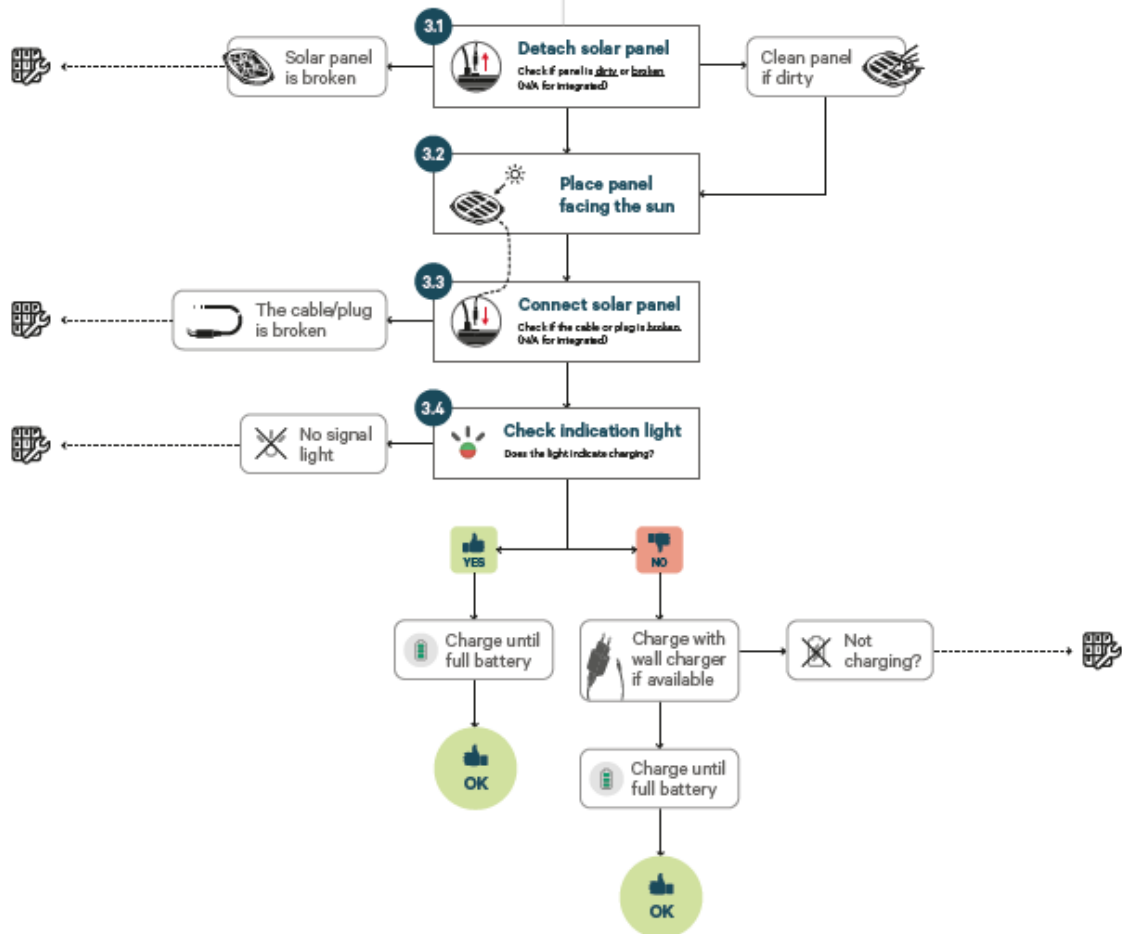 3.1
Detach solar panel
Check if panel is dirty or broken
(N/A for integrated)
Solar panel
is broken
Clean panel
if dirty
3.2
Place panel
facing the sun
3.3
Connect solar panel
Check if the cable or plug is broken.
(N/A for integrated)
The cable/plug
is broken
3.4
Check indication light
Does the light indicate charging?
No signal
light
YES
NO
Charge until
full battery
Charge with
wall charger
if available
Not
charging?
OK
Charge until
full battery
OK